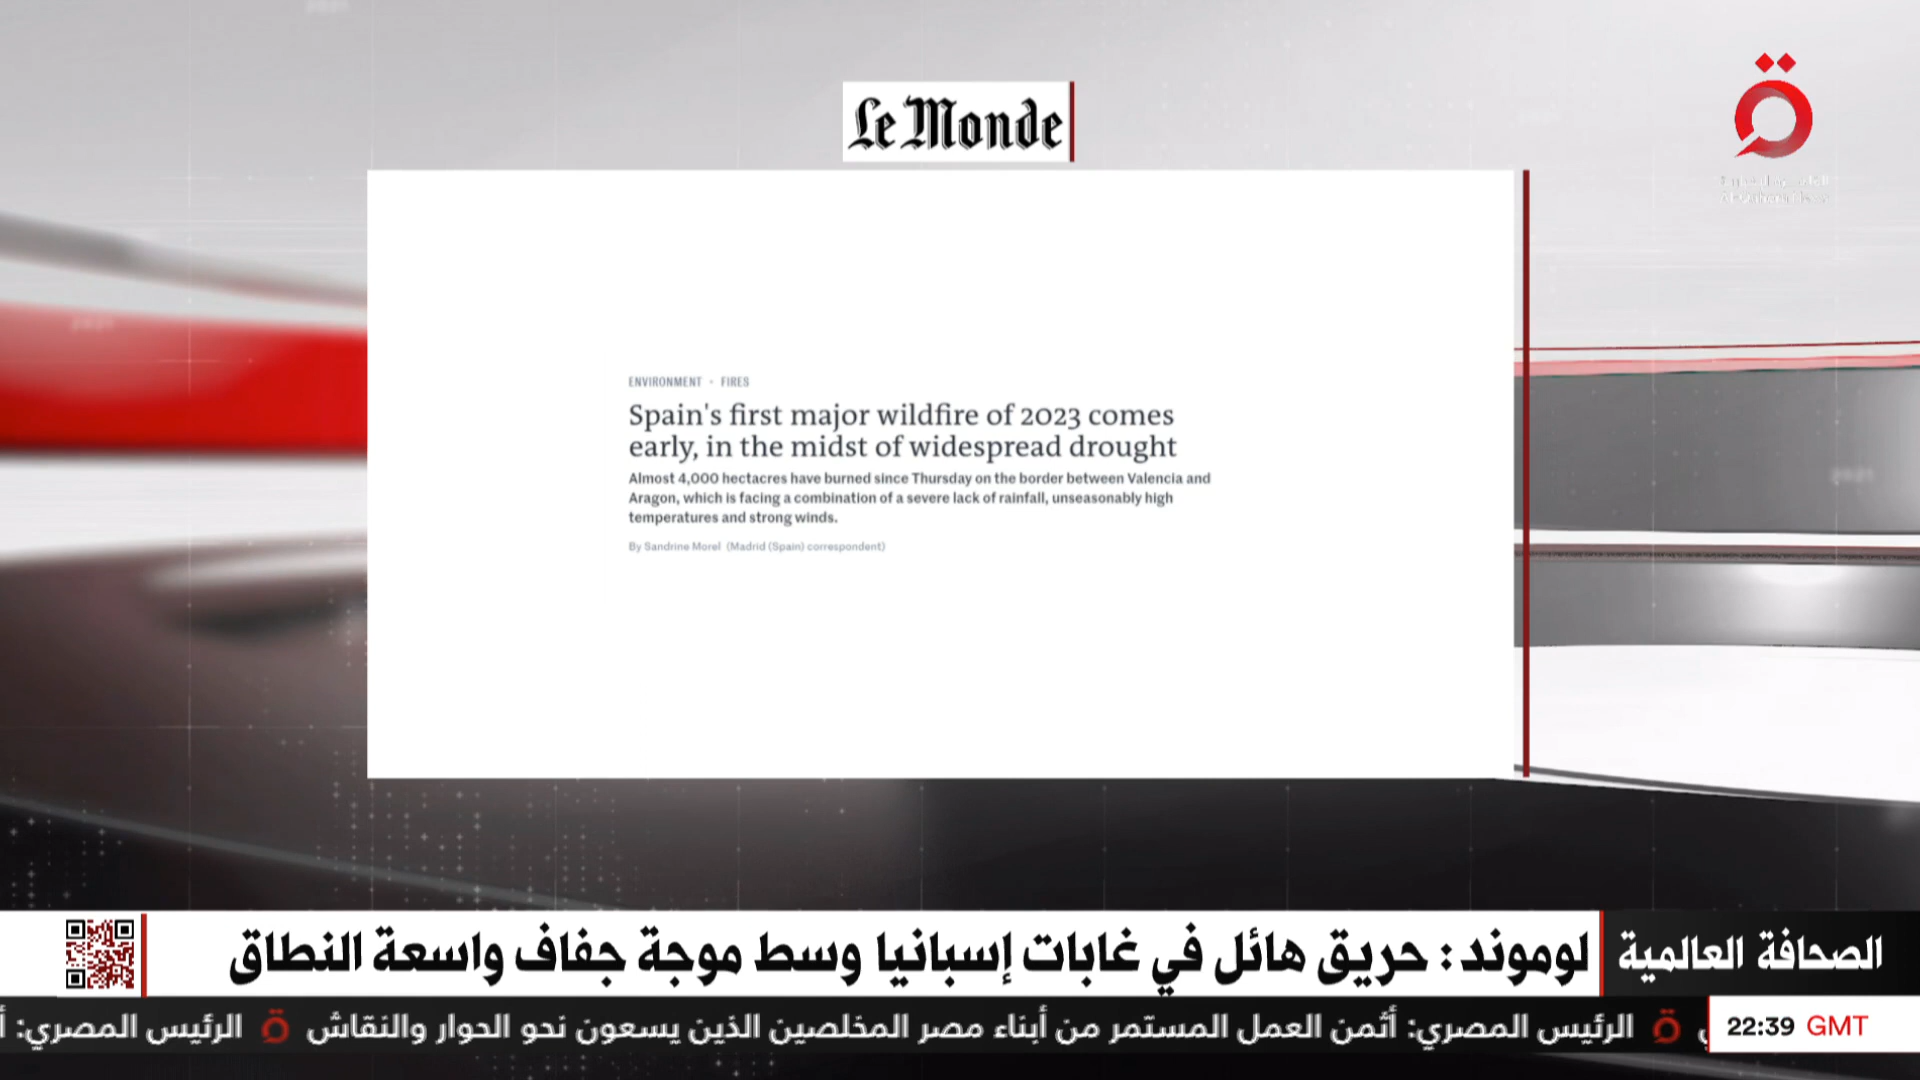 Le Monde
ENVIRONMENT • FIRES
Spain's first major wildfire of 2023 comes
early, in the midst of widespread drought
Almost 4,000 hectacres have burned since Thursday on the border between Valencia and
Aragon, which is facing a combination of a severe lack of rainfall, unseasonably high
temperatures and strong winds.
By Sandrine Morel (Madrid (Spain) correspondent)
الصحافة العالمية
لوموند: حريق هائل في غابات إسبانيا وسط موجة جفاف واسعة النطاق
22:39 GMT
الرئيس المصري: أثمن العمل المستمر من أبناء مصر المخلصين الذين يسعون نحو الحوار والنقاش الرئيس المصري: